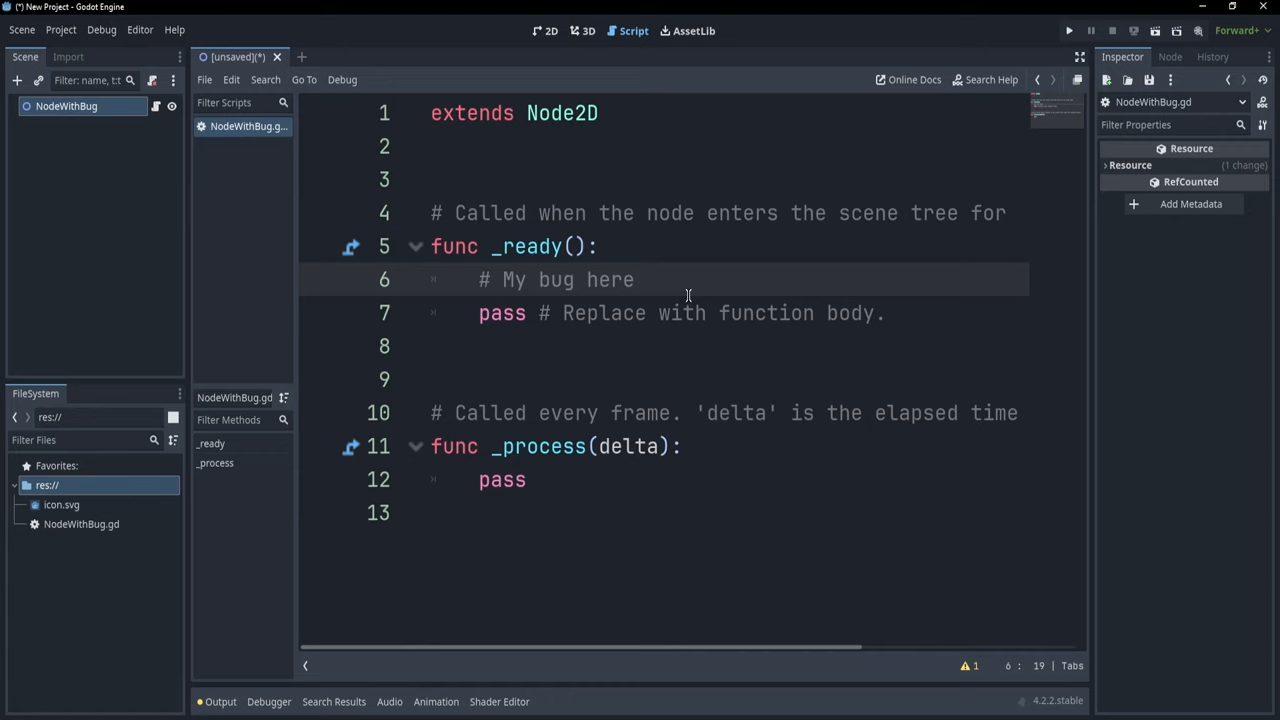 (*) New Project - Godot Engine
Scene Project Debug Editor Help
2D 3D Script AssetLib
Forward+
Scene Import
Filter: name, t:t
NodeWithBug
[unsaved](*)
File Edit Search Go To Debug
Online Docs Search Help
Filter Scripts
NodeWithBug.g...
1 extends Node2D
2
3
4 # Called when the node enters the scene tree for
5 func _ready():
6 # My bug here
7 pass # Replace with function body.
8
9
10 # Called every frame. 'delta' is the elapsed time
11 func _process(delta):
12 pass
13
NodeWithBug.gd
Filter Methods
_ready
_process
FileSystem
res://
Filter Files
Favorites:
res://
icon.svg
NodeWithBug.gd
1 6 : 19 | Tabs
Output Debugger Search Results Audio Animation Shader Editor
4.2.2.stable
Inspector Node History
NodeWithBug.gd
Filter Properties
Resource
Resource (1 change)
RefCounted
Add Metadata